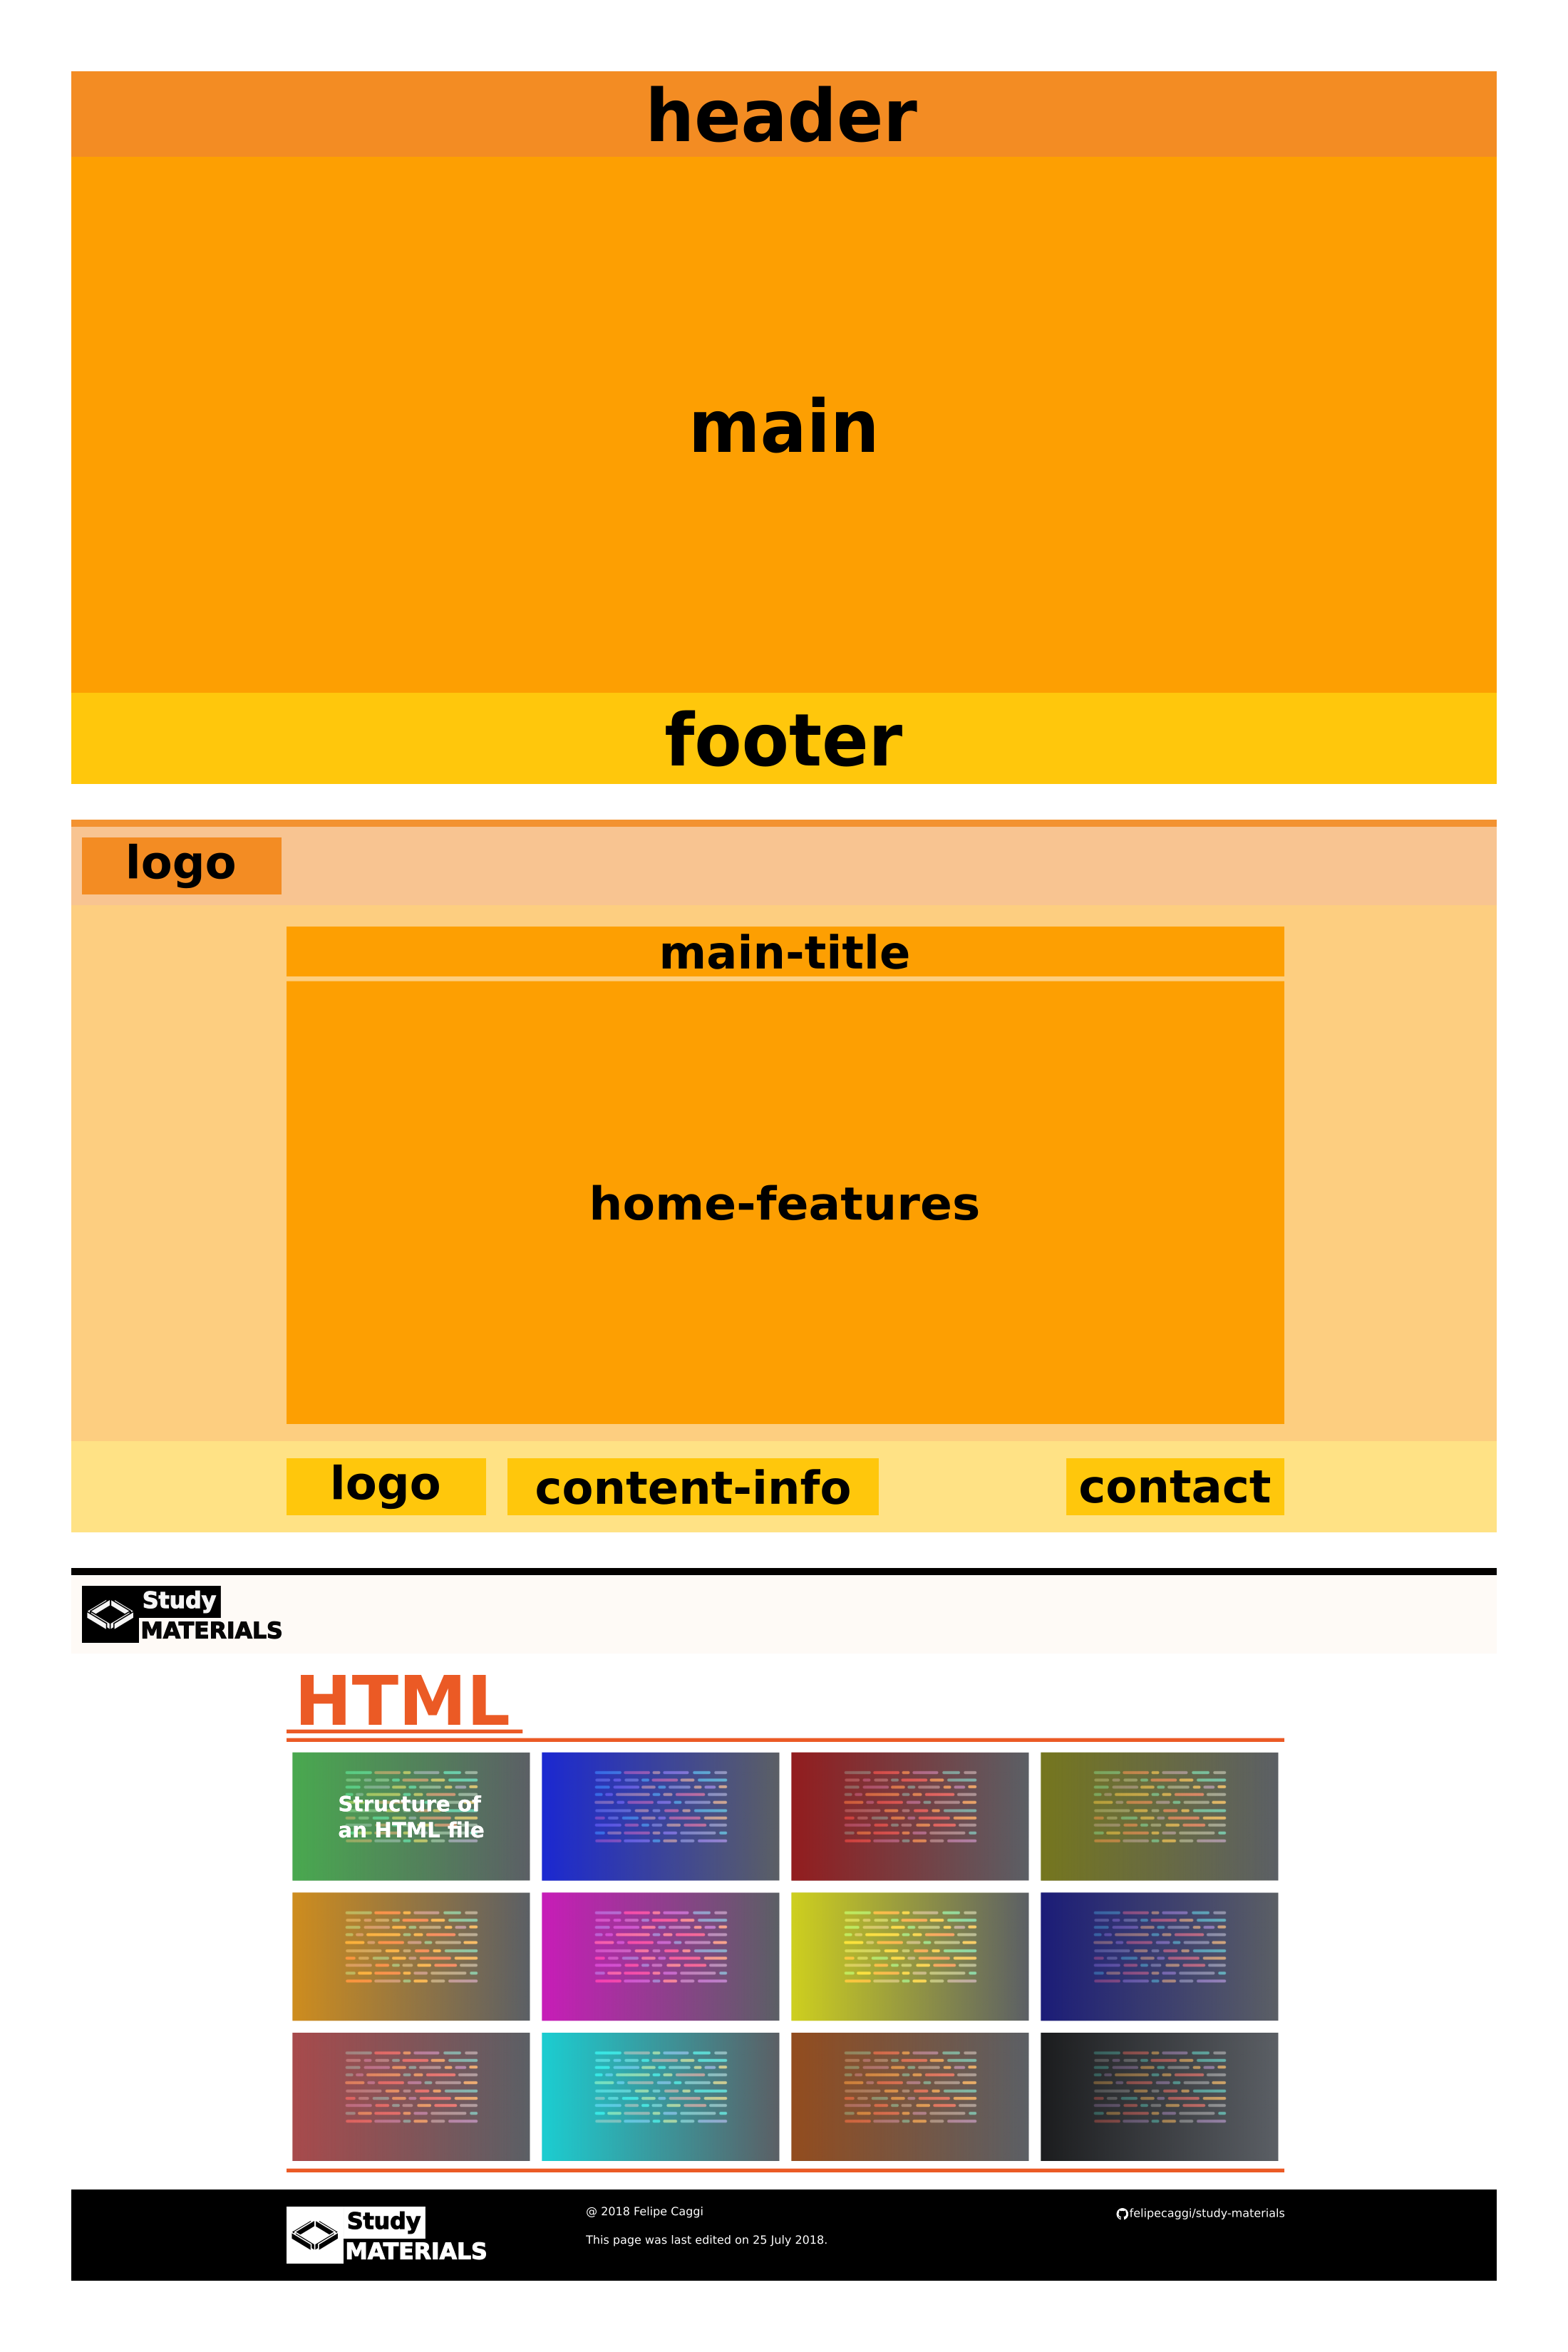 header
main
footer
logo
main-title
home-features
logo
content-info
contact
Study
MATERIALS
HTML
Structure of
an HTML file
Study
MATERIALS
@ 2018 Felipe Caggi
This page was last edited on 25 July 2018.
felipecaggi/study-materials